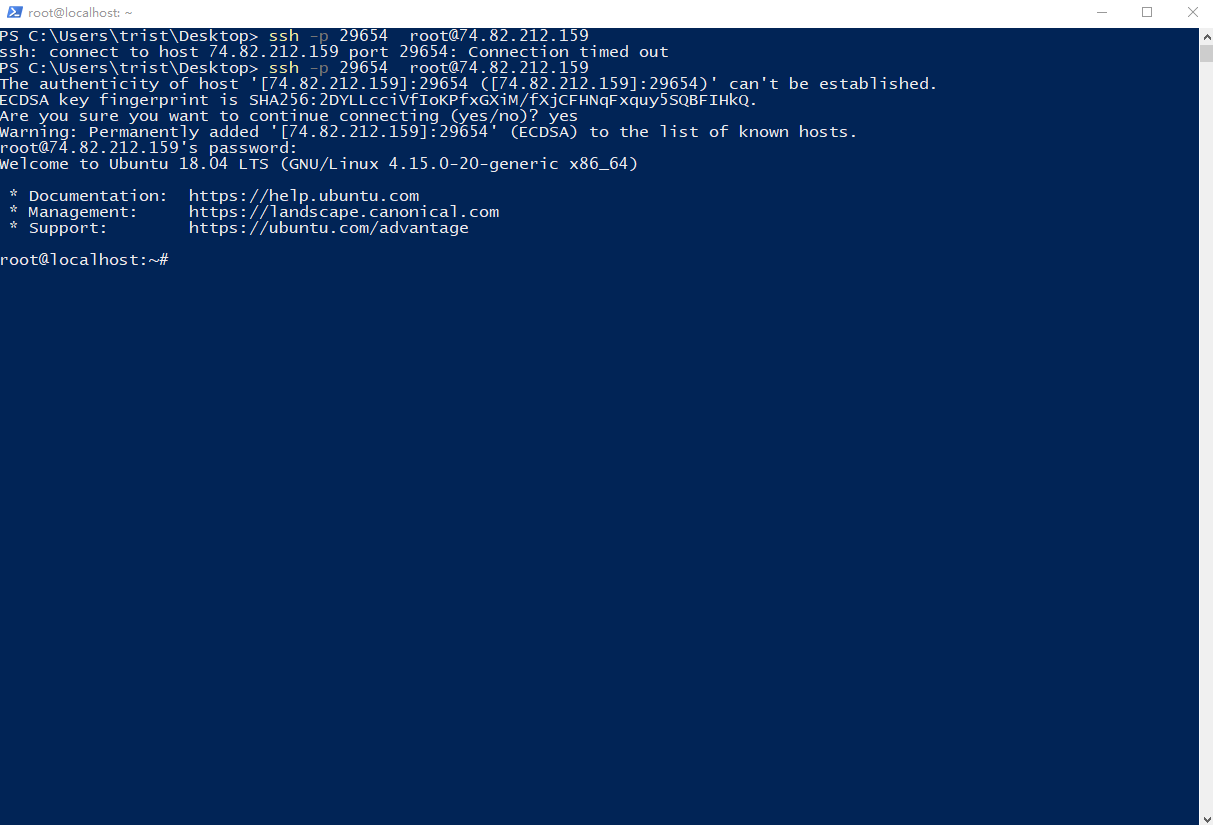 root@localhost: ~
PS C:\Users\trist\Desktop> ssh -p 29654  root@74.82.212.159
ssh: connect to host 74.82.212.159 port 29654: Connection timed out
PS C:\Users\trist\Desktop> ssh -p 29654  root@74.82.212.159
The authenticity of host '[74.82.212.159]:29654 ([74.82.212.159]:29654)' can't be established.
ECDSA key fingerprint is SHA256:2DYLLcciVfIoKPfxGXiM/fXjCFHNqFxquy5SQBFIHkQ.
Are you sure you want to continue connecting (yes/no)? yes
Warning: Permanently added '[74.82.212.159]:29654' (ECDSA) to the list of known hosts.
root@74.82.212.159's password:
Welcome to Ubuntu 18.04 LTS (GNU/Linux 4.15.0-20-generic x86_64)
 * Documentation:  https://help.ubuntu.com
 * Management:     https://landscape.canonical.com
 * Support:        https://ubuntu.com/advantage
root@localhost:~#